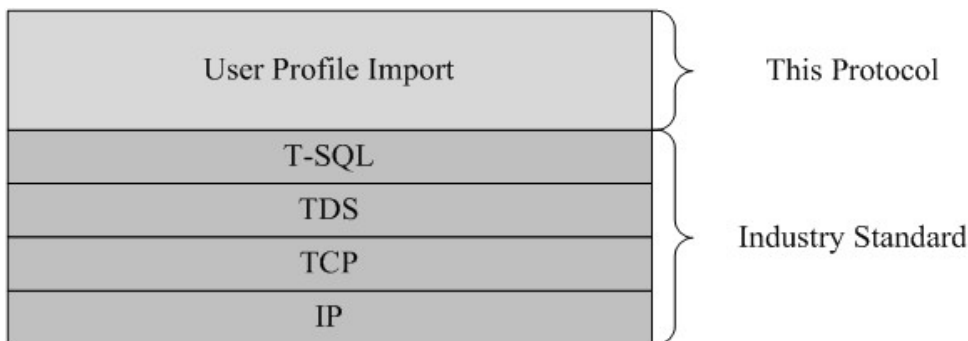 User Profile Import
This Protocol
T-SQL
TDS
TCP
IP
Industry Standard